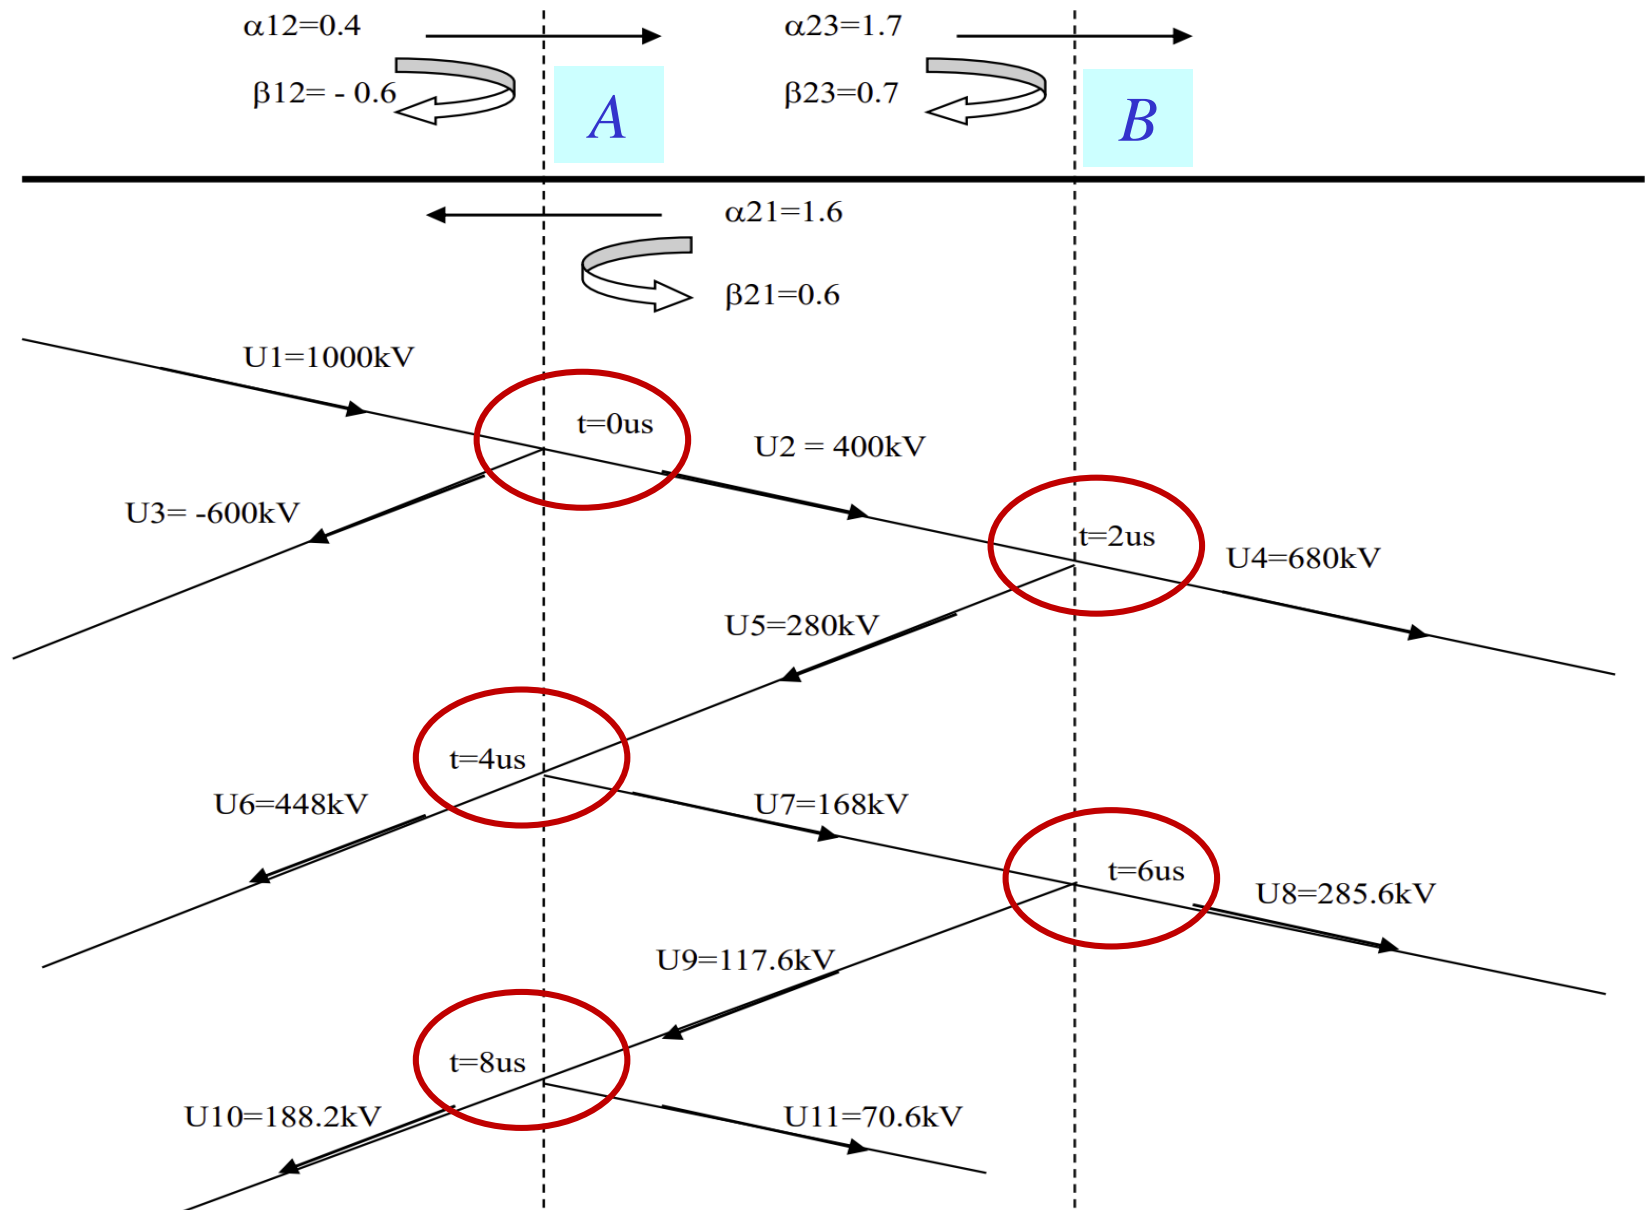 α12=0.4
α23=1.7
β12= - 0.6
A
β23=0.7
B
α21=1.6
β21=0.6
U1=1000kV
t=0us
U2 = 400kV
U3= -600kV
t=2us
U4=680kV
U5=280kV
t=4us
U6=448kV
U7=168kV
t=6us
U8=285.6kV
U9=117.6kV
t=8us
U10=188.2kV
U11=70.6kV